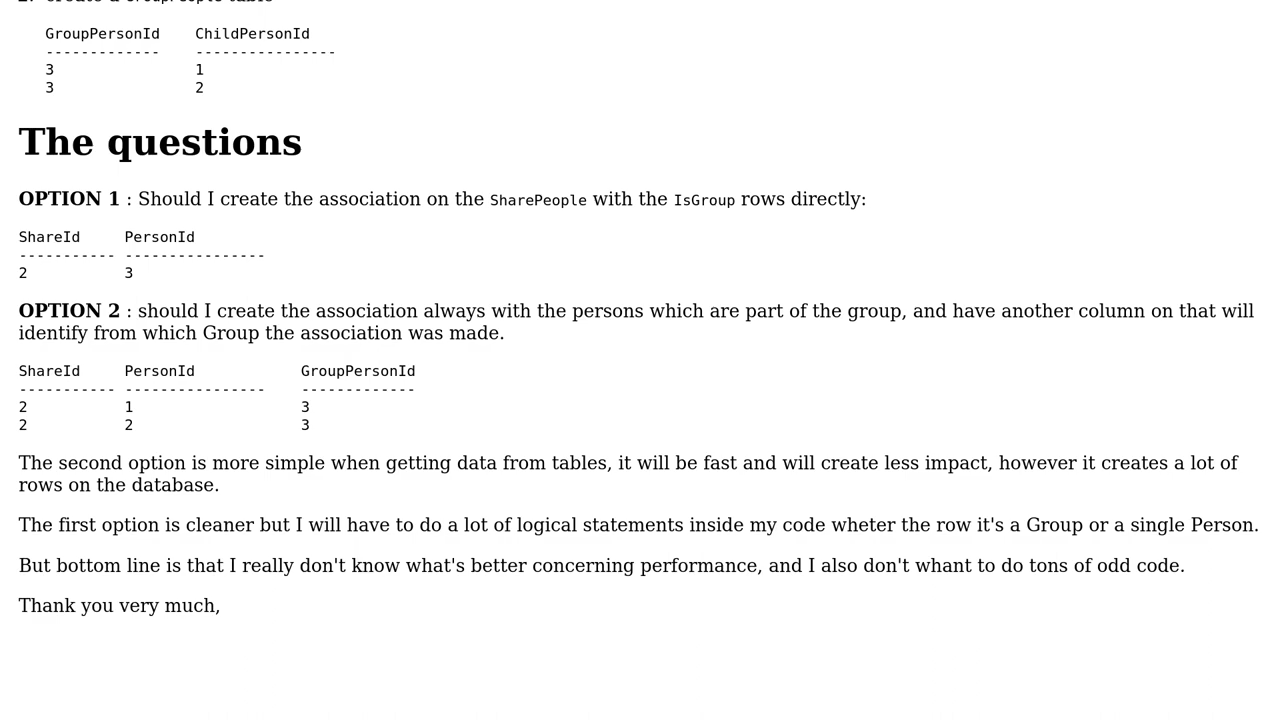 2. create a GroupPeople table
GroupPersonId    ChildPersonId
-------------    ----------------
3                1
3                2
The questions
OPTION 1 : Should I create the association on the SharePeople with the IsGroup rows directly:
ShareId     PersonId
----------- ----------------
2           3
OPTION 2 : should I create the association always with the persons which are part of the group, and have another column on that will
identify from which Group the association was made.
ShareId     PersonId            GroupPersonId
----------- ----------------    -------------
2           1                   3
2           2                   3
The second option is more simple when getting data from tables, it will be fast and will create less impact, however it creates a lot of
rows on the database.
The first option is cleaner but I will have to do a lot of logical statements inside my code wheter the row it's a Group or a single Person.
But bottom line is that I really don't know what's better concerning performance, and I also don't whant to do tons of odd code.
Thank you very much,